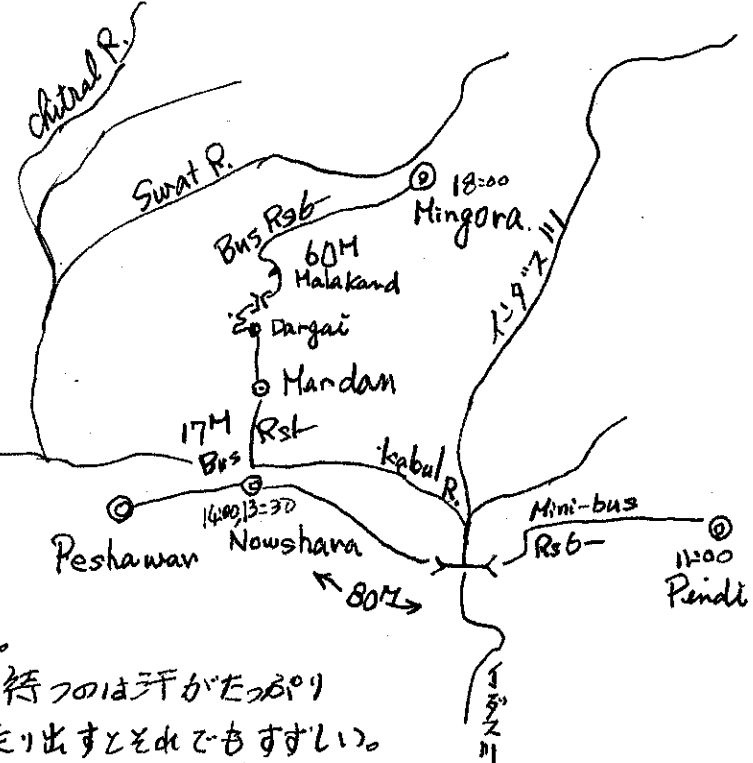 Chitral R.
Swat R.
18:00
Mingora.
Bus Rs6-
60M
Malakand
インダス川
Dargai
Mardan
17M
Rs1-
Bus
Kabul
R.
Mini-bus
Rs6-
14:00, 13=30
Peshawar
Nowshara
11:00
Pindi
80M
インダス川
。
待つのは汗がたっぷり
走り出すとそれでもすずしい。